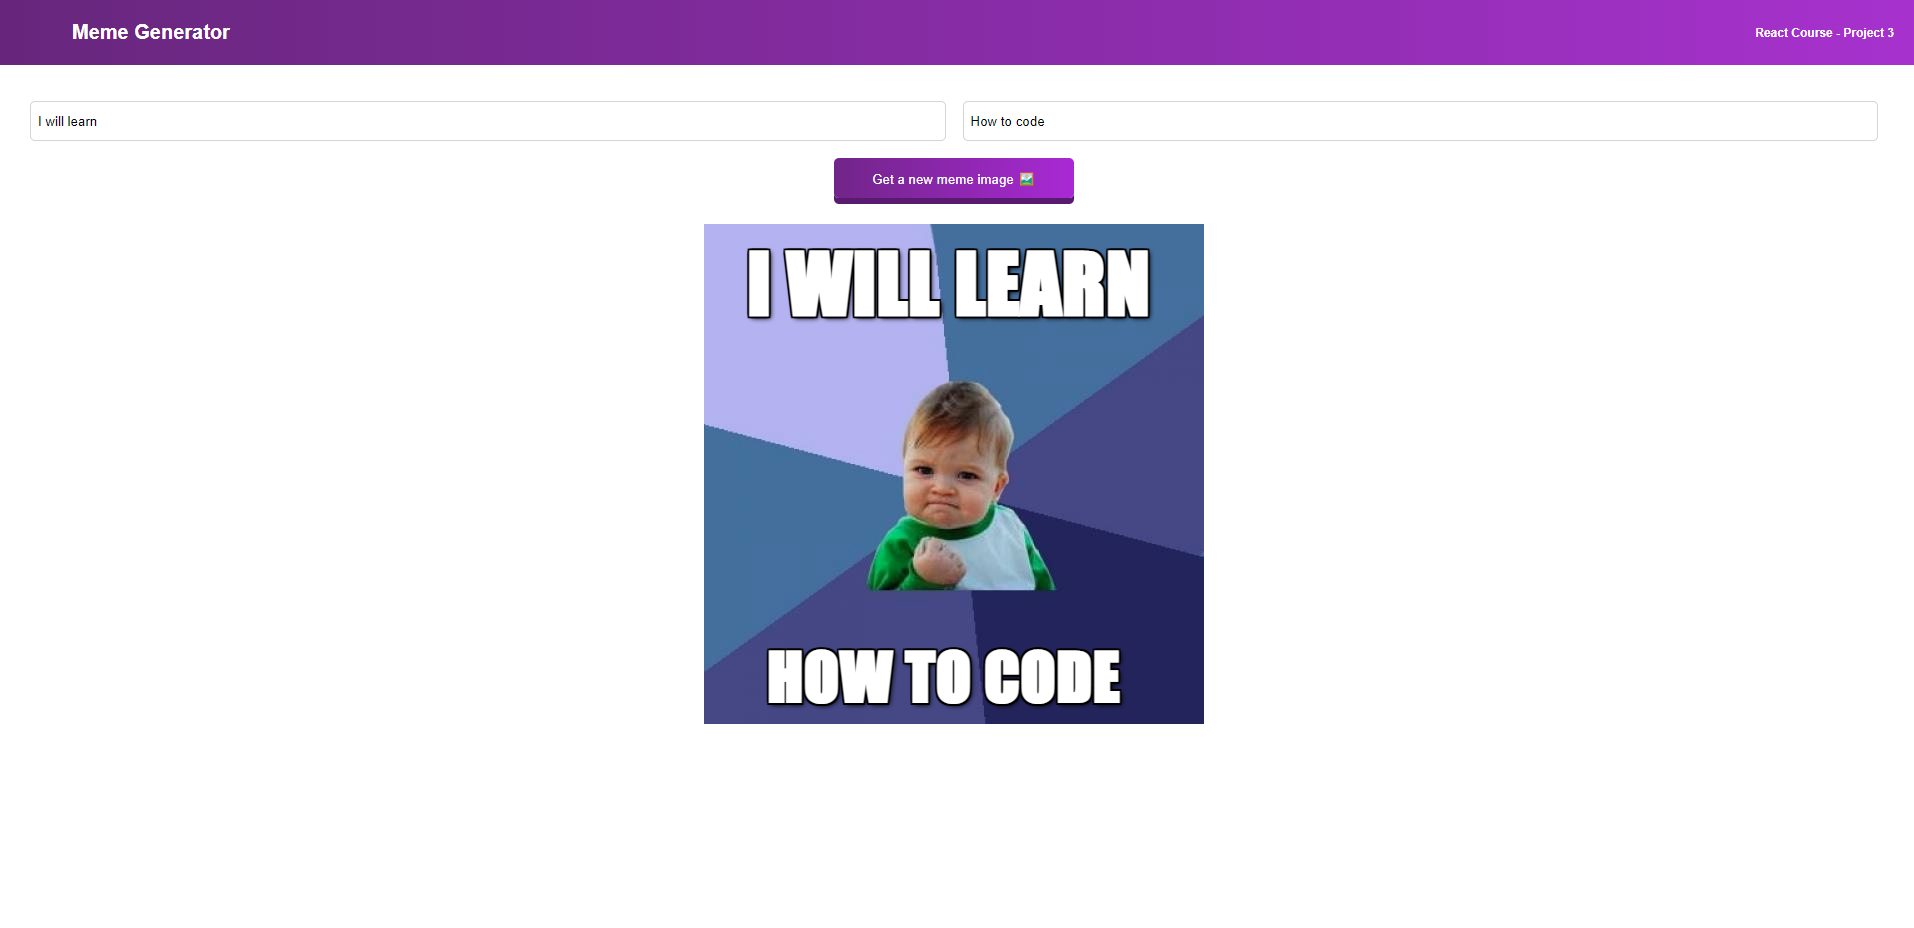 Meme Generator
React Course - Project 3
I will learn
How to code
Get a new meme image
I WILL LEARN
HOW TO CODE